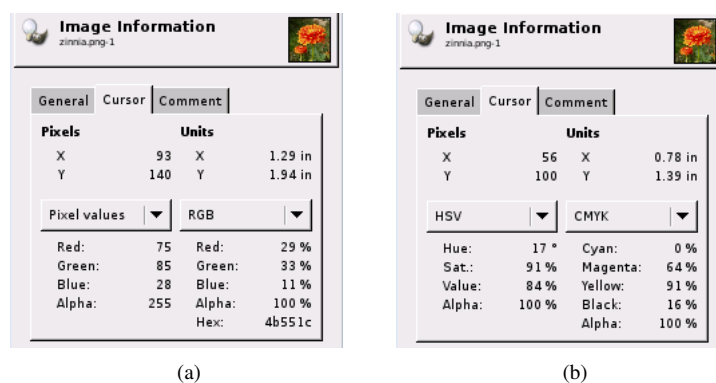 Image Information
zinnia.png-1
General Cursor Comment
Pixels Units
X 93 X 1.29 in
Y 140 Y 1.94 in
Pixel values RGB
Red: 75 Red: 29 %
Green: 85 Green: 33 %
Blue: 28 Blue: 11 %
Alpha: 255 Alpha: 100 %
Hex: 4b551c
(a)
Image Information
zinnia.png-1
General Cursor Comment
Pixels Units
X 56 X 0.78 in
Y 100 Y 1.39 in
HSV CMYK
Hue: 17 ° Cyan: 0 %
Sat.: 91 % Magenta: 64 %
Value: 84 % Yellow: 91 %
Alpha: 100 % Black: 16 %
Alpha: 100 %
(b)